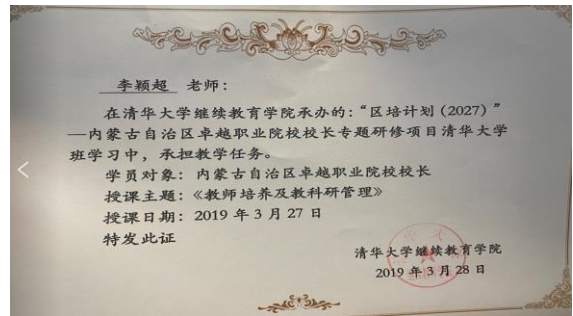 李颖超 老师：
在清华大学继续教育学院承办的：“区培计划(2027)”
—内蒙古自治区卓越职业院校校长专题研修项目清华大学
班学习中，承担教学任务。
学员对象：内蒙古自治区卓越职业院校校长
授课主题：《教师培养及教科研管理》
授课日期：2019 年 3 月 27 日
特发此证
清华大学继续教育学院
2019 年 3 月 28 日